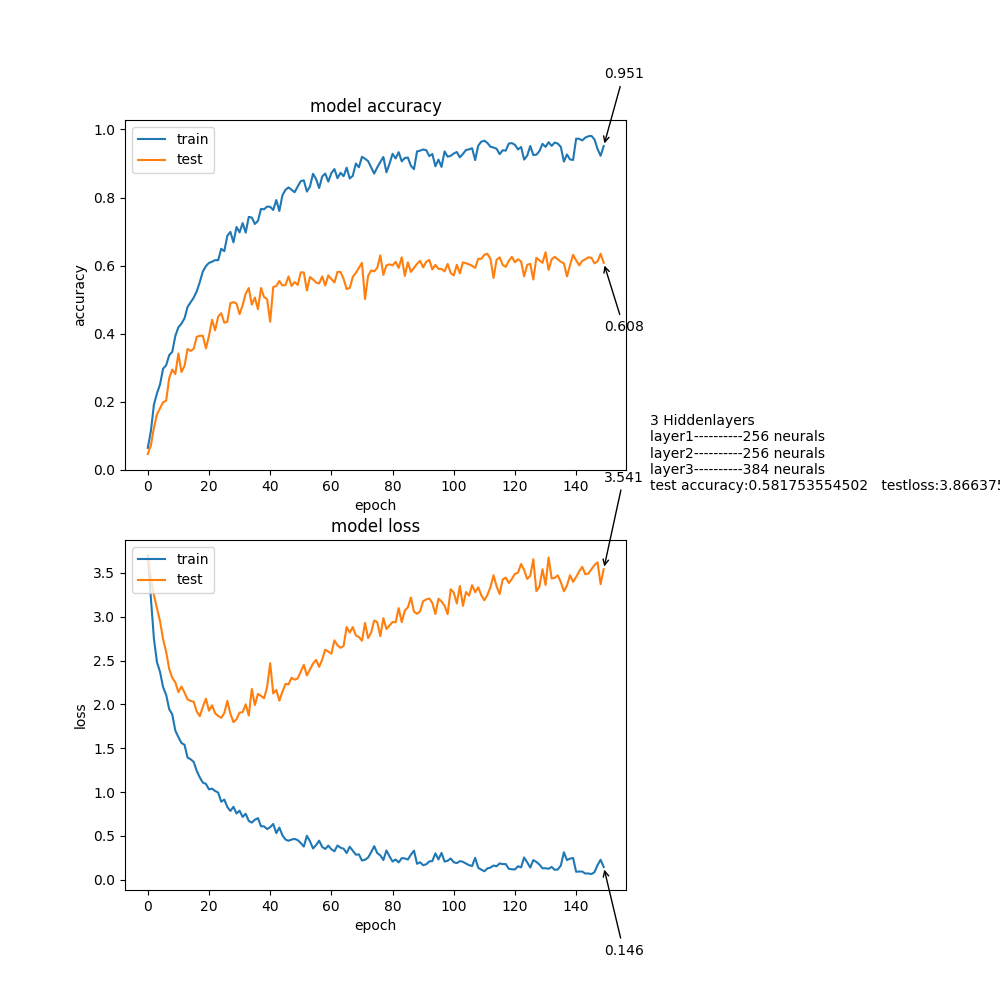 0.951
model accuracy
train
test
1.0
0.8
0.6
0.4
0.2
0.0
accuracy
0 20 40 60 80 100 120 140
epoch
0.608
3 Hiddenlayers
layer1----------256 neurals
layer2----------256 neurals
layer3----------384 neurals
test accuracy:0.581753554502 testloss:3.866375
3.541
model loss
train
test
3.5
3.0
2.5
2.0
1.5
1.0
0.5
0.0
loss
0 20 40 60 80 100 120 140
epoch
0.146